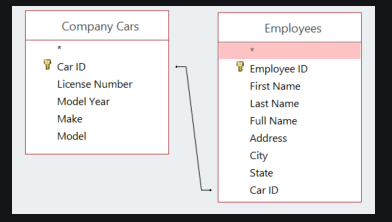 Company Cars
*
Car ID
License Number
Model Year
Make
Model
Employees
*
Employee ID
First Name
Last Name
Full Name
Address
City
State
Car ID